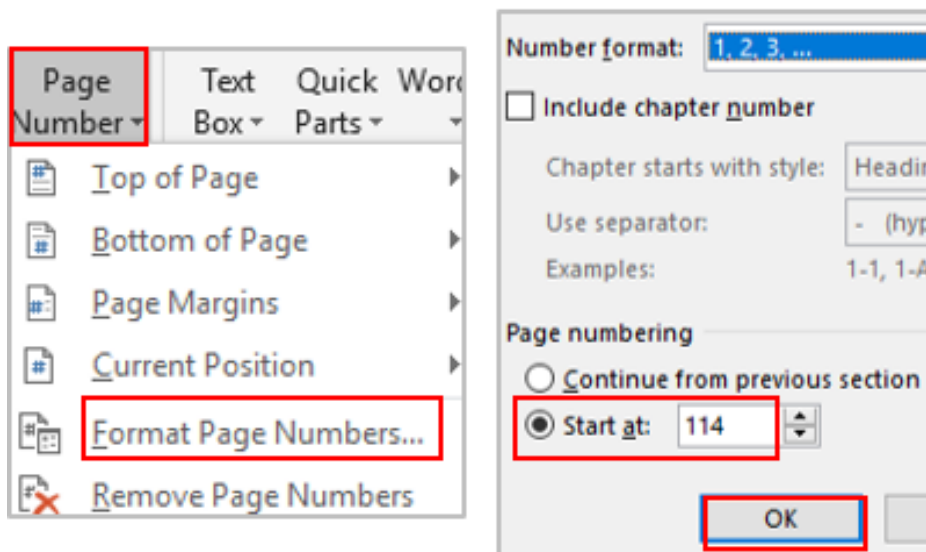 Page Number
Text Box
Quick Parts
Top of Page
Bottom of Page
Page Margins
Current Position
Format Page Numbers...
Remove Page Numbers
Number format: 1, 2, 3, ...
Include chapter number
Chapter starts with style:
Use separator: -
Examples: 1-1,
Page numbering
Continue from previous section
Start at: 114
OK